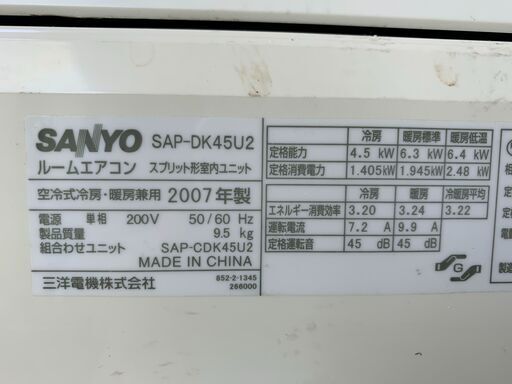 SANYO SAP-DK45U2
ルームエアコン スプリット形室内ユニット
空冷式冷房・暖房兼用 2007年製
電源 単相 200V 50/60 Hz
製品質量 9.5 kg
組合わせユニット SAP-CDK45U2
MADE IN CHINA
三洋電機株式会社 852-2-1345
286000
冷房 暖房標準 暖房低温
定格能力 4.5 kW 6.3 kW 6.4 kW
定格消費電力 1.405kW 1.945kW 2.48 kW
冷房 暖房 冷暖房平均
エネルギー消費効率 3.20 3.24 3.22
運転電流 7.2 A 9.9 A
定格運転音 45 dB 45 dB
S